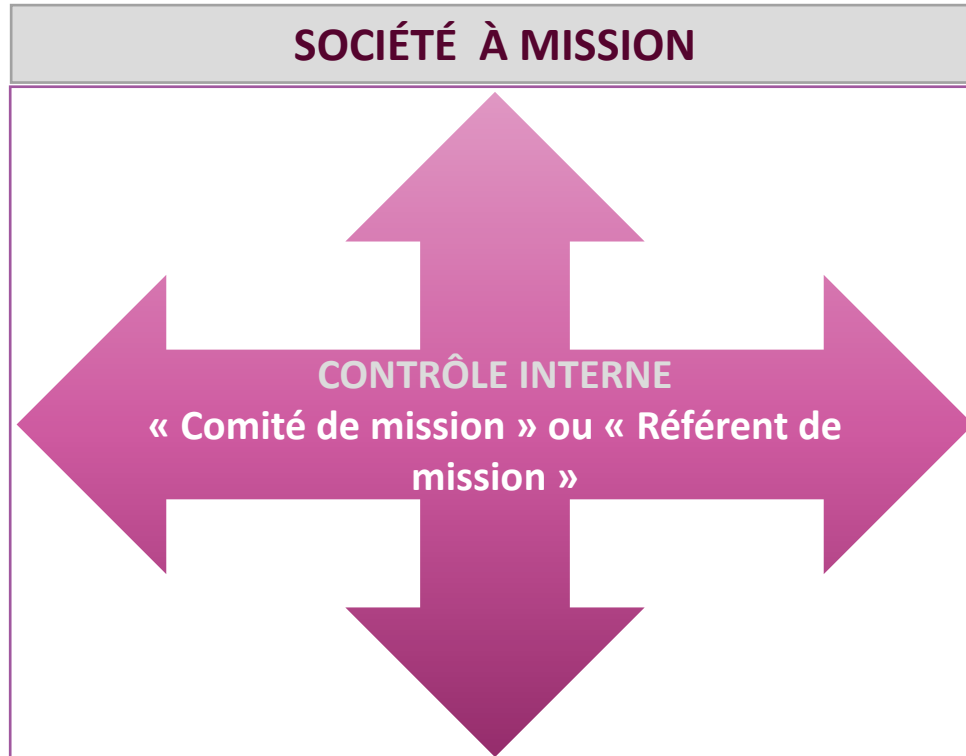 SOCIÉTÉ À MISSION
CONTRÔLE INTERNE
« Comité de mission » ou « Référent de
mission »